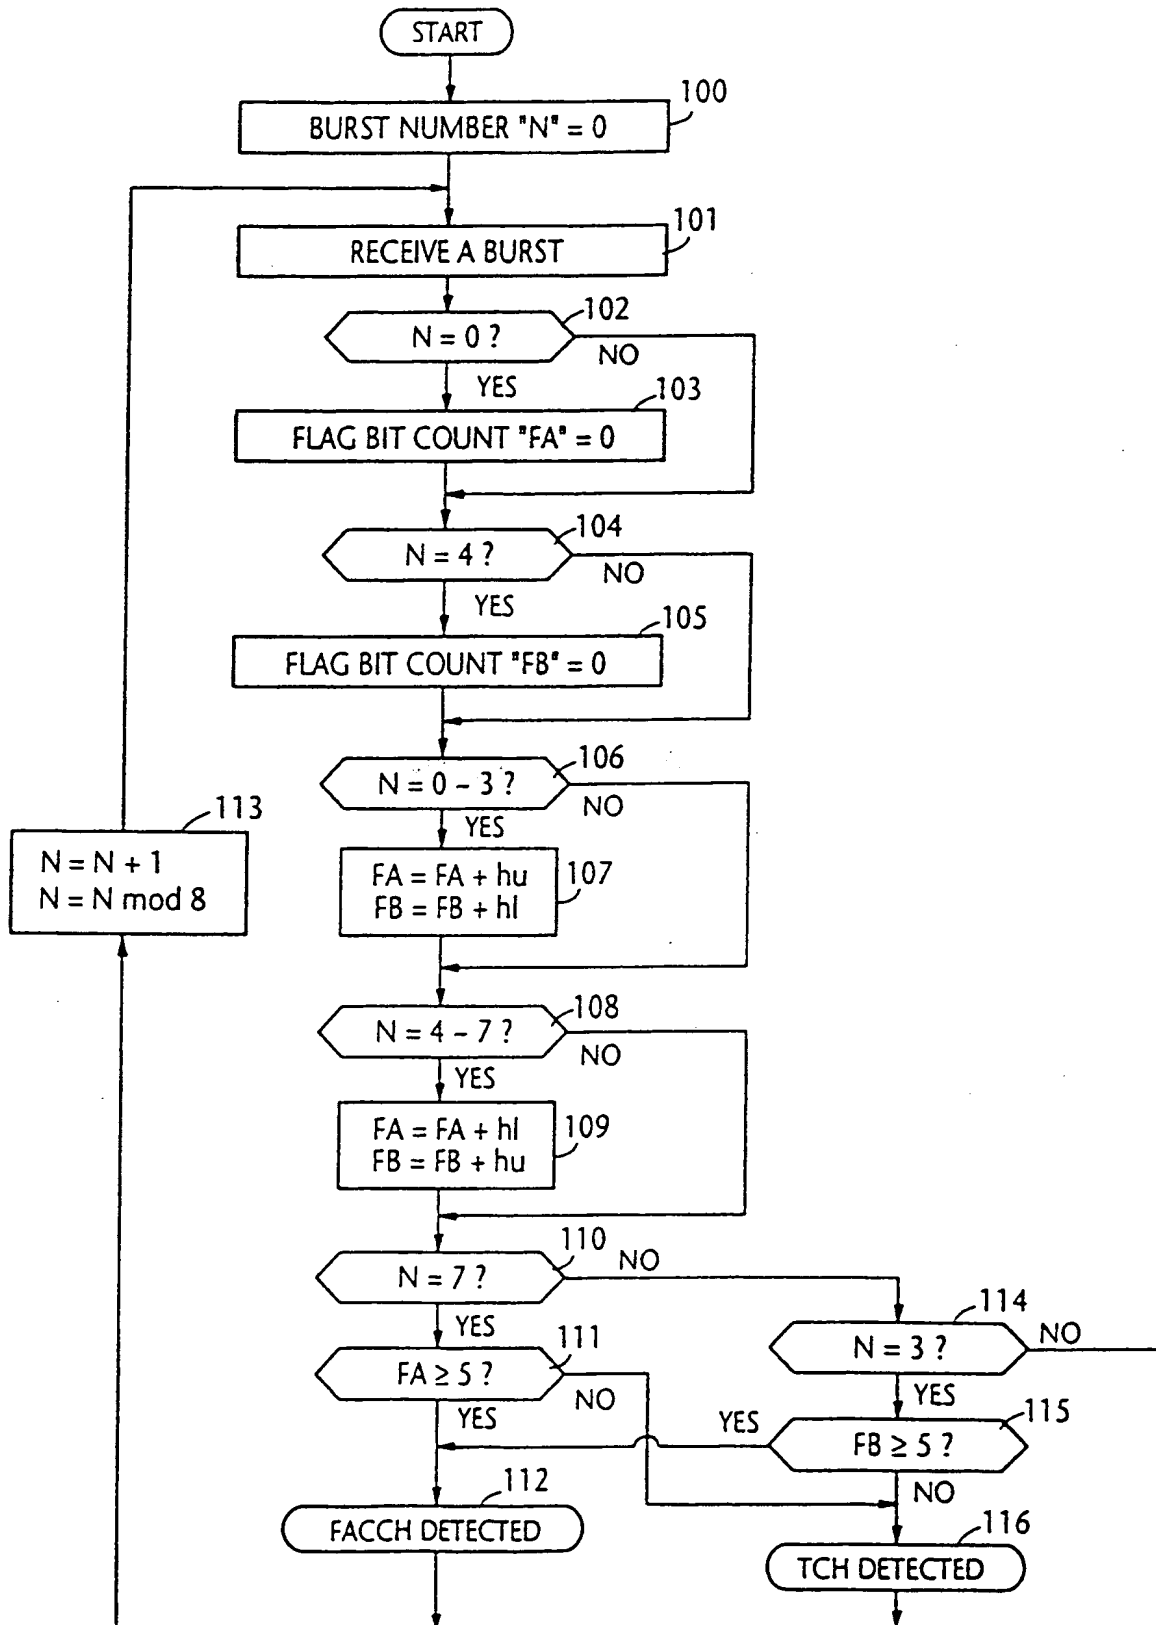 START
100
BURST NUMBER "N" = 0
101
RECEIVE A BURST
102
N = 0 ?
NO
YES
103
FLAG BIT COUNT "FA" = 0
104
N = 4 ?
NO
YES
105
FLAG BIT COUNT "FB" = 0
106
N = 0 – 3 ?
NO
YES
113
N = N + 1
N = N mod 8
FA = FA + hu
FB = FB + hl
107
108
N = 4 – 7 ?
NO
YES
FA = FA + hl
FB = FB + hu
109
110
N = 7 ?
NO
YES
114
N = 3 ?
NO
YES
111
FA ≥ 5 ?
NO
YES
115
FB ≥ 5 ?
YES
NO
112
FACCH DETECTED
116
TCH DETECTED